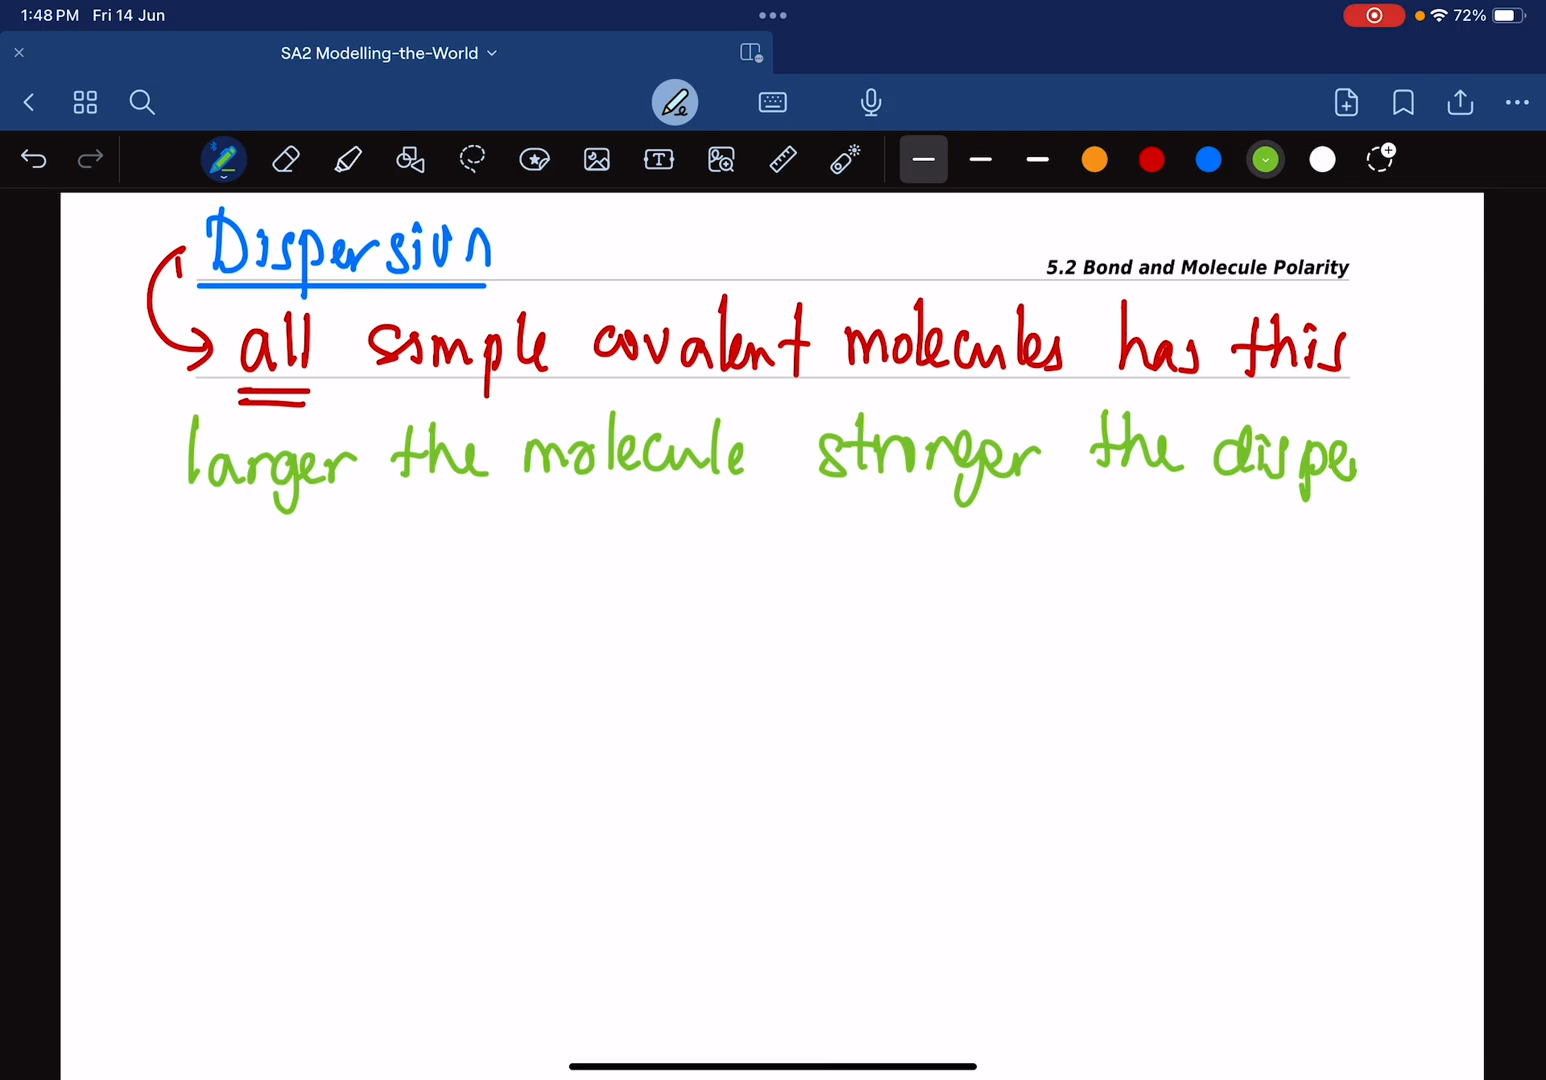 1:48 PM Fri 14 Jun
72%
SA2 Modelling-the-World
Dispersion
5.2 Bond and Molecule Polarity
all simple covalent molecules has this
larger the molecule stronger the dispe